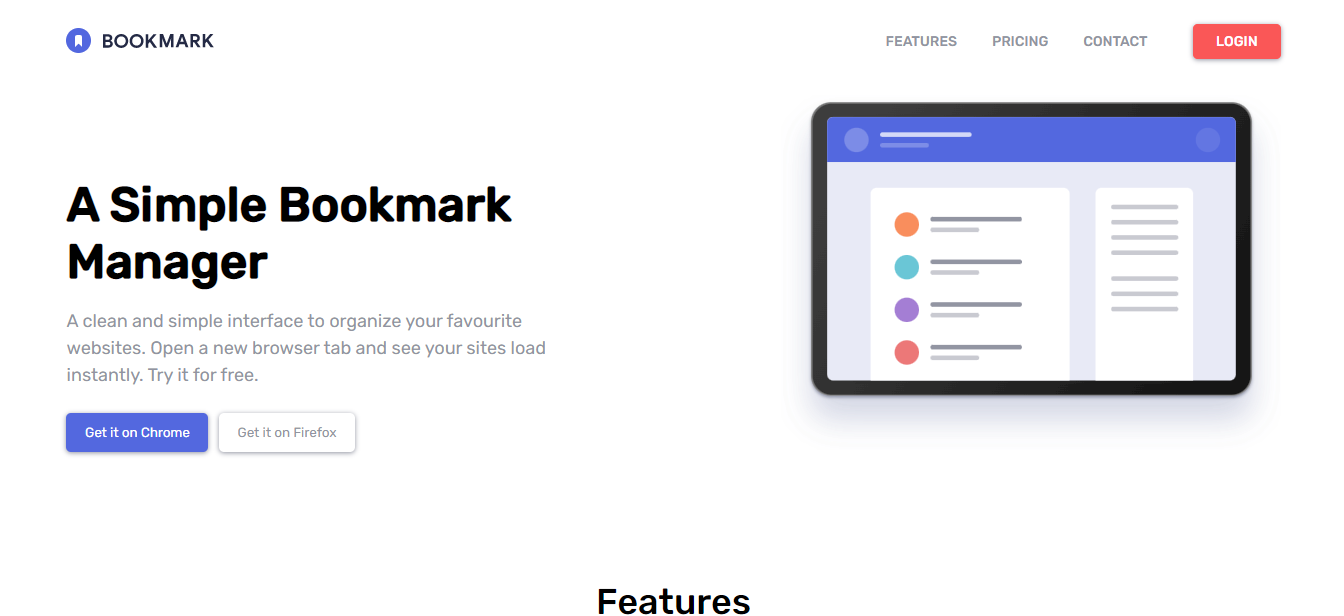 BOOKMARK
FEATURES PRICING CONTACT LOGIN
A Simple Bookmark
Manager
A clean and simple interface to organize your favourite
websites. Open a new browser tab and see your sites load
instantly. Try it for free.
Get it on Chrome Get it on Firefox
Features